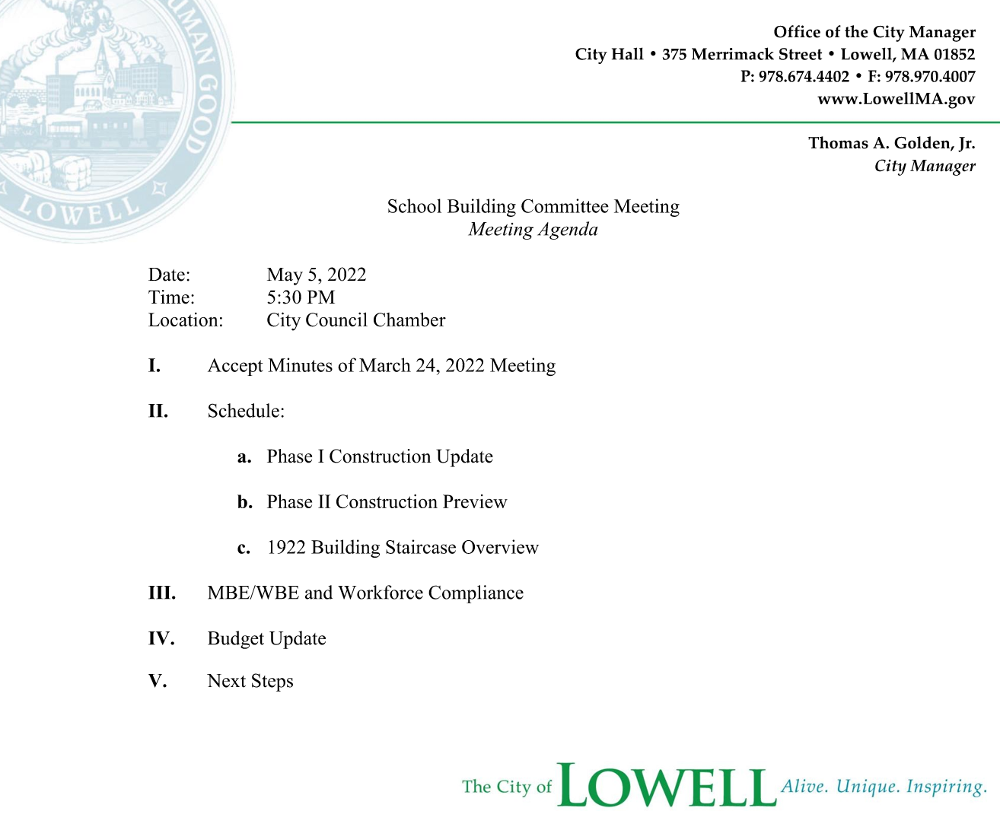 UMAN GOOD
LOWELL
Office of the City Manager
City Hall • 375 Merrimack Street • Lowell, MA 01852
P: 978.674.4402 • F: 978.970.4007
www.LowellMA.gov
Thomas A. Golden, Jr.
City Manager
School Building Committee Meeting
Meeting Agenda
Date: May 5, 2022
Time: 5:30 PM
Location: City Council Chamber
I. Accept Minutes of March 24, 2022 Meeting
II. Schedule:
a. Phase I Construction Update
b. Phase II Construction Preview
c. 1922 Building Staircase Overview
III. MBE/WBE and Workforce Compliance
IV. Budget Update
V. Next Steps
The City of LOWELL Alive. Unique. Inspiring.